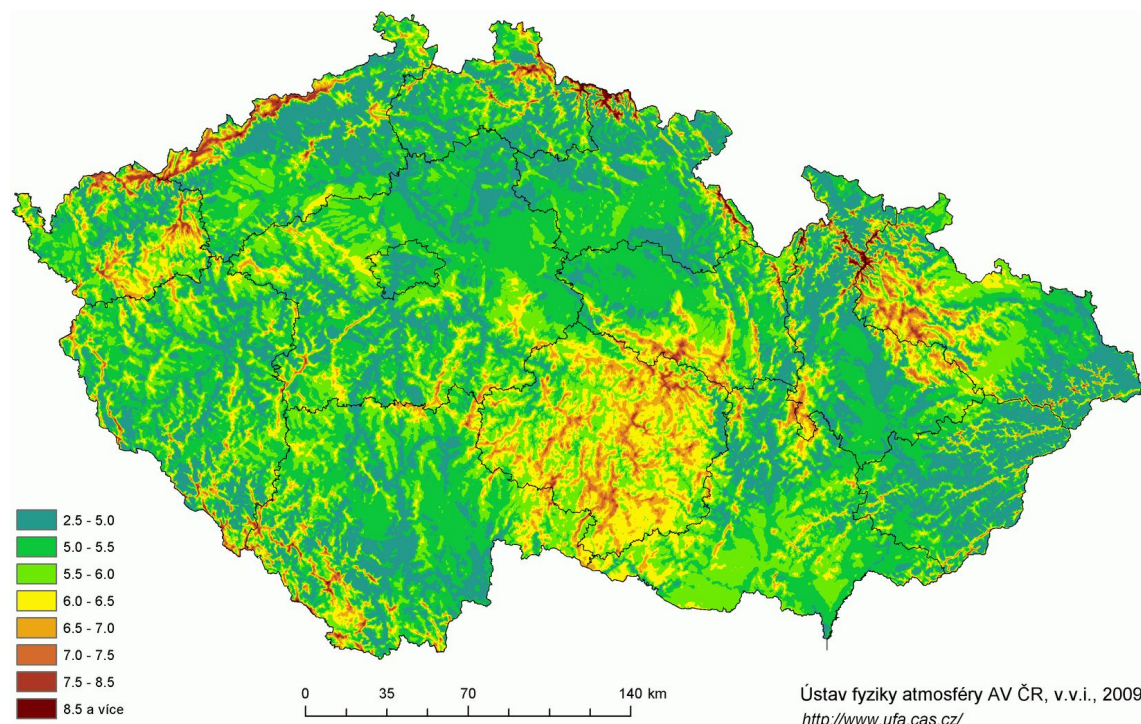 2.5 - 5.0
5.0 - 5.5
5.5 - 6.0
6.0 - 6.5
6.5 - 7.0
7.0 - 7.5
7.5 - 8.5
8.5 a více
0 35 70 140 km
Ústav fyziky atmosféry AV ČR, v.v.i., 2009
http://www.ufa.cas.cz/